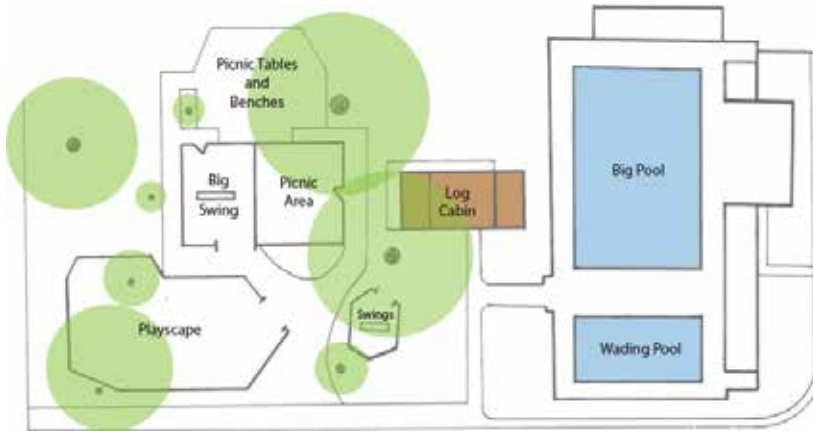 Picnic Tables
and
Benches
Big
Swing
Picnic
Area
Log
Cabin
Big Pool
Swings
Playscape
Wading Pool